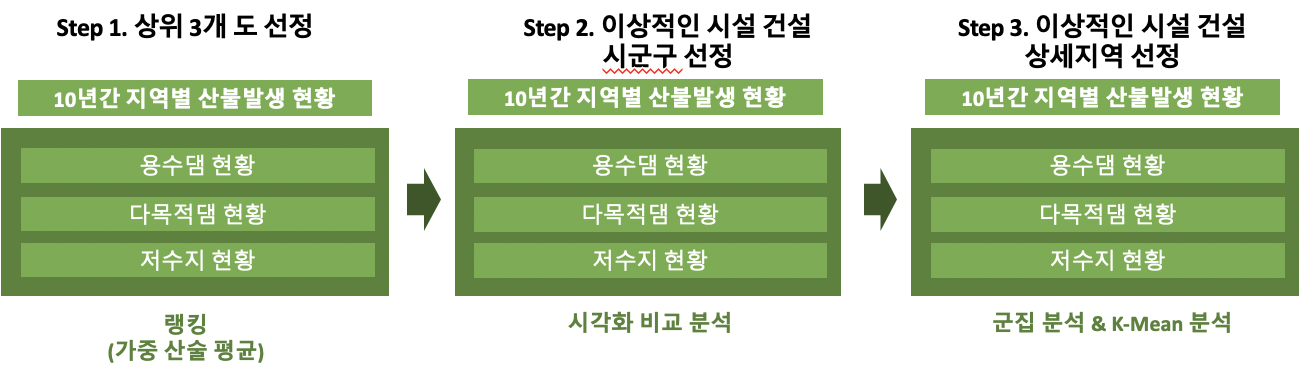 Step 1. 상위 3개 도 선정
10년간 지역별 산불발생 현황
용수댐 현황
다목적댐 현황
저수지 현황
랭킹
(가중 산술 평균)
Step 2. 이상적인 시설 건설
시군구 선정
10년간 지역별 산불발생 현황
용수댐 현황
다목적댐 현황
저수지 현황
시각화 비교 분석
Step 3. 이상적인 시설 건설
상세지역 선정
10년간 지역별 산불발생 현황
용수댐 현황
다목적댐 현황
저수지 현황
군집 분석 & K-Mean 분석